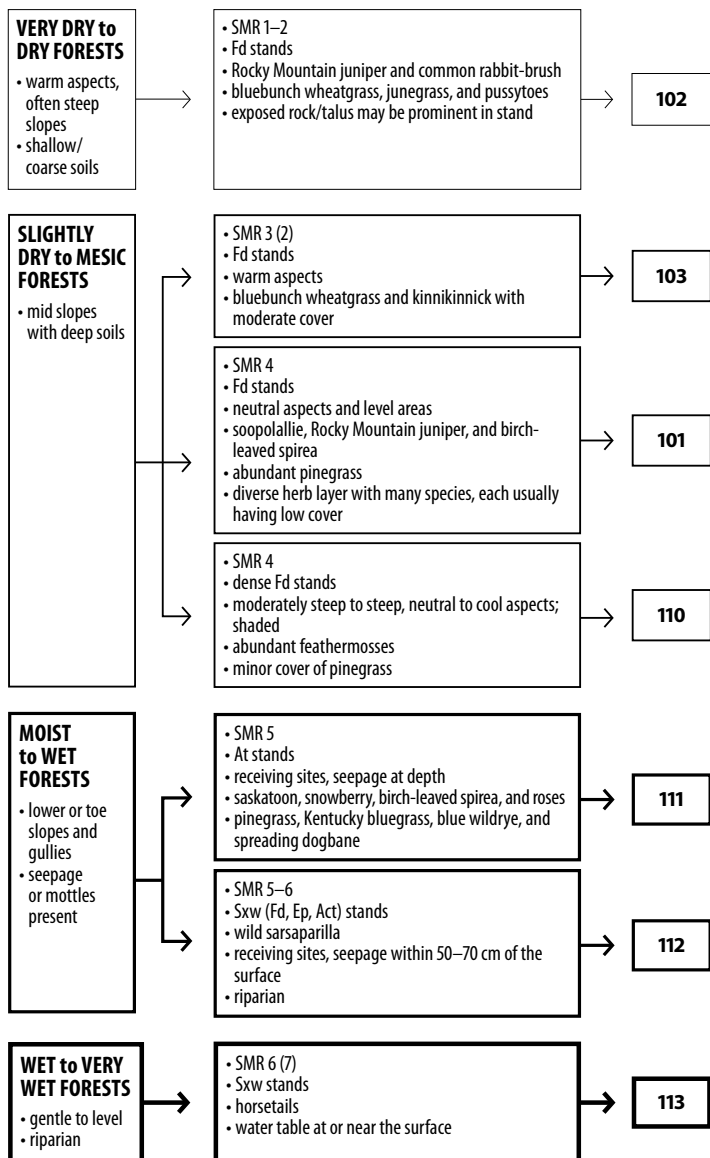 VERY DRY to
DRY FORESTS
• warm aspects,
often steep
slopes
• shallow/
coarse soils
• SMR 1–2
• Fd stands
• Rocky Mountain juniper and common rabbit-brush
• bluebunch wheatgrass, junegrass, and pussytoes
• exposed rock/talus may be prominent in stand
102
SLIGHTLY
DRY to MESIC
FORESTS
• mid slopes
with deep soils
• SMR 3 (2)
• Fd stands
• warm aspects
• bluebunch wheatgrass and kinnikinnick with
moderate cover
103
• SMR 4
• Fd stands
• neutral aspects and level areas
• soopolallie, Rocky Mountain juniper, and birch-
leaved spirea
• abundant pinegrass
• diverse herb layer with many species, each usually
having low cover
101
• SMR 4
• dense Fd stands
• moderately steep to steep, neutral to cool aspects;
shaded
• abundant feathermosses
• minor cover of pinegrass
110
MOIST
to WET
FORESTS
• lower or toe
slopes and
gullies
• seepage
or mottles
present
• SMR 5
• At stands
• receiving sites, seepage at depth
• saskatoon, snowberry, birch-leaved spirea, and roses
• pinegrass, Kentucky bluegrass, blue wildrye, and
spreading dogbane
111
• SMR 5–6
• Sxw (Fd, Ep, Act) stands
• wild sarsaparilla
• receiving sites, seepage within 50–70 cm of the
surface
• riparian
112
WET to VERY
WET FORESTS
• gentle to level
• riparian
• SMR 6 (7)
• Sxw stands
• horsetails
• water table at or near the surface
113